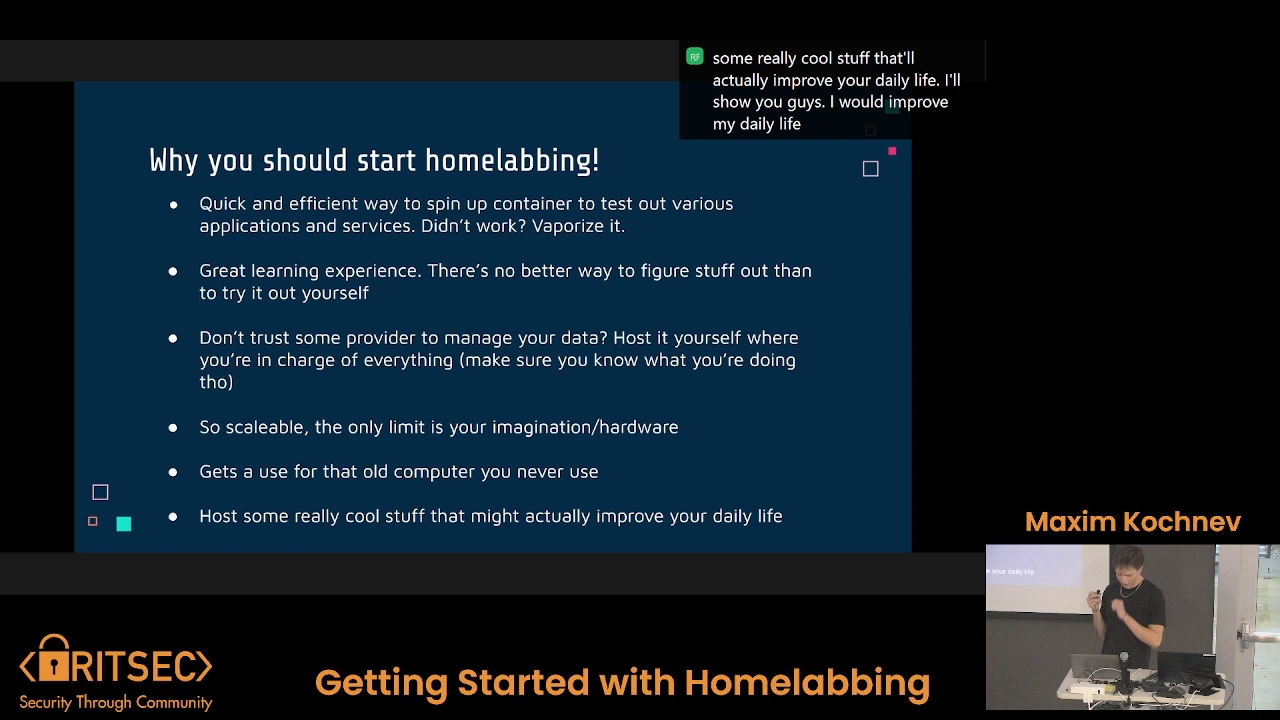 RF
some really cool stuff that'll
actually improve your daily life. I'll
show you guys. I would improve
my daily life
Why you should start homelabbing!
● Quick and efficient way to spin up container to test out various
applications and services. Didn't work? Vaporize it.
● Great learning experience. There's no better way to figure stuff out than
to try it out yourself
● Don't trust some provider to manage your data? Host it yourself where
you're in charge of everything (make sure you know what you're doing
tho)
● So scaleable, the only limit is your imagination/hardware
● Gets a use for that old computer you never use
● Host some really cool stuff that might actually improve your daily life
Maxim Kochnev
your daily life
<RITSEC>
Security Through Community
Getting Started with Homelabbing